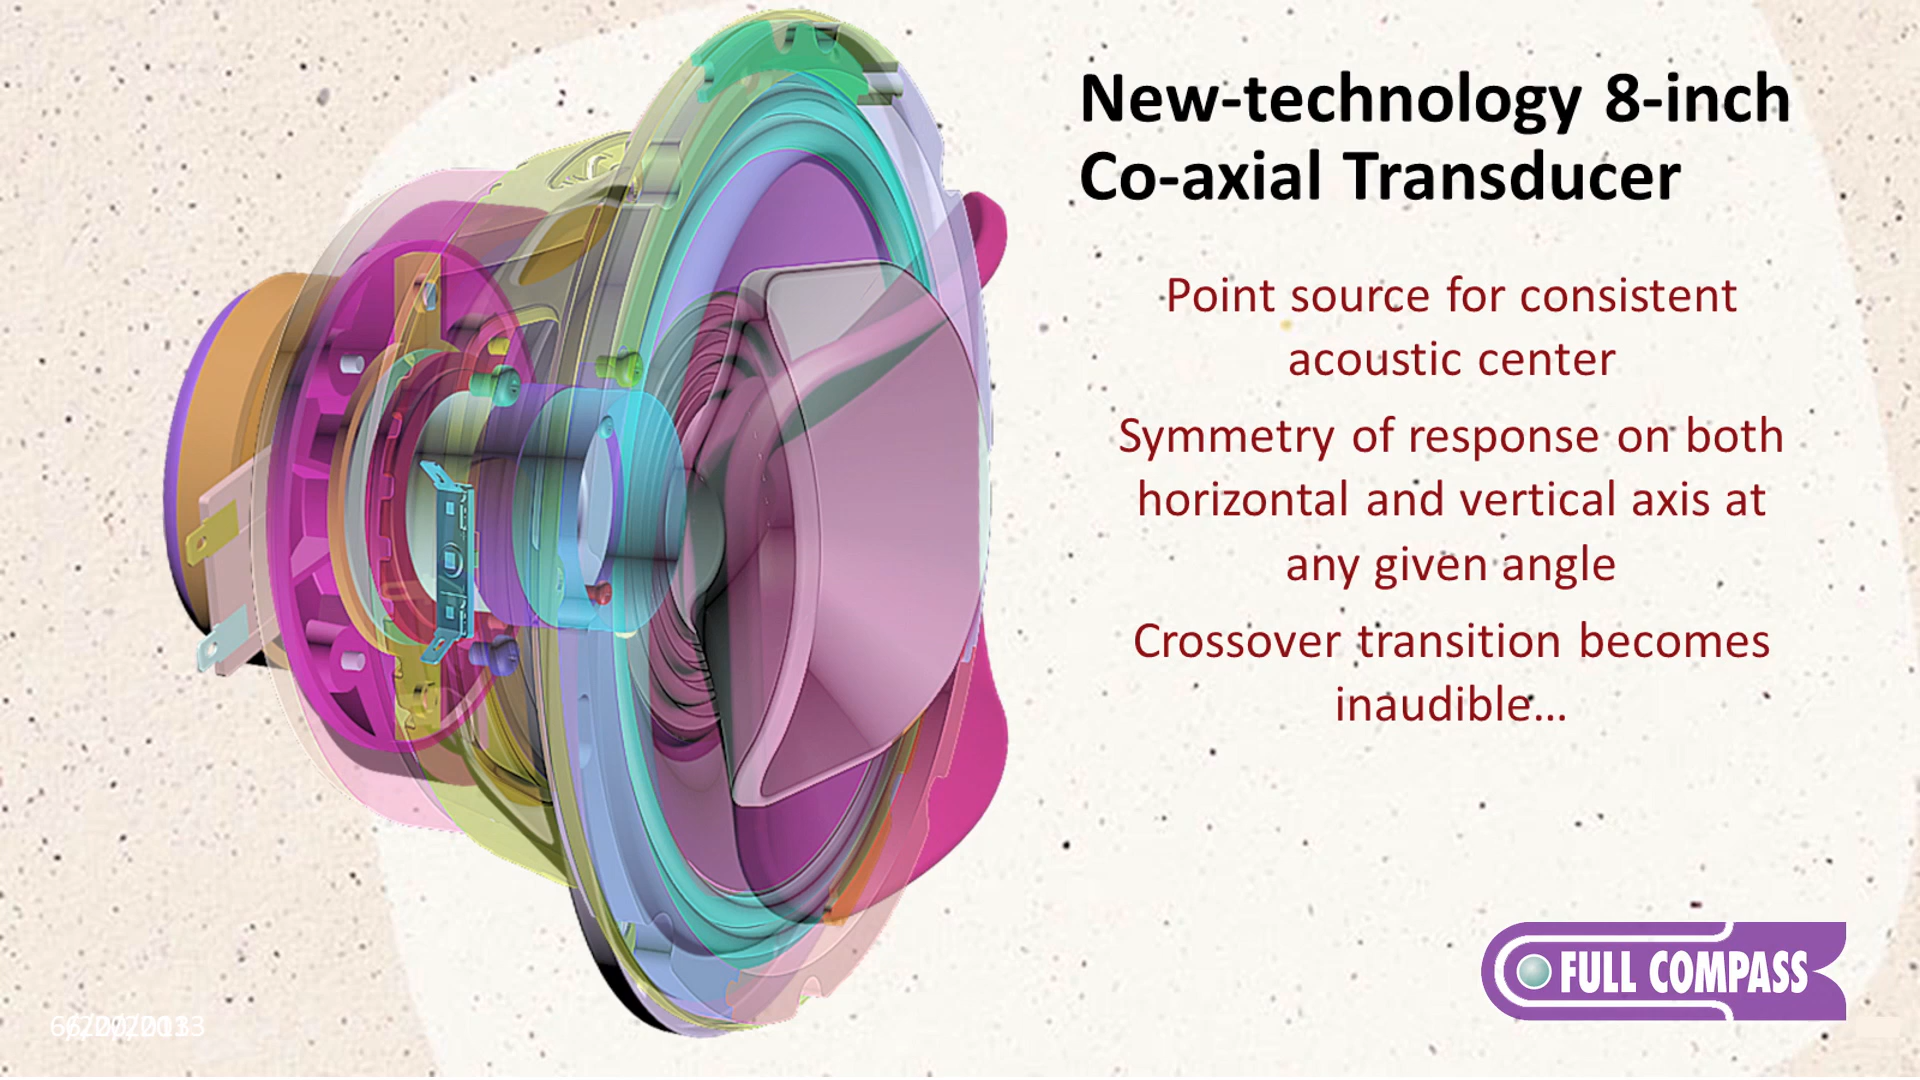 New-technology 8-inch
Co-axial Transducer
Point source for consistent
acoustic center
Symmetry of response on both
horizontal and vertical axis at
any given angle
Crossover transition becomes
inaudible...
FULL COMPASS